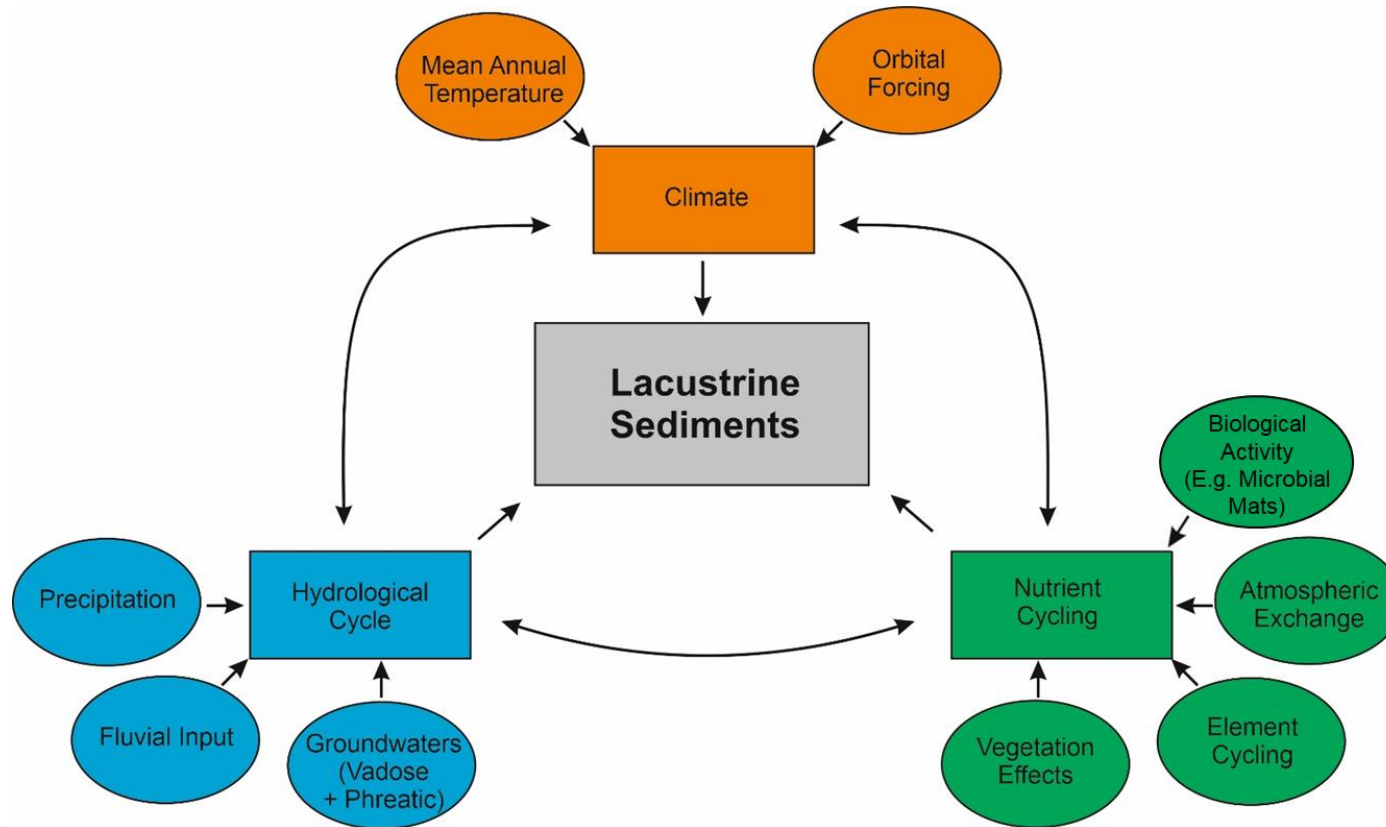 Mean Annual
Temperature
Orbital
Forcing
Climate
Lacustrine
Sediments
Biological
Activity
(E.g. Microbial
Mats)
Precipitation
Hydrological
Cycle
Nutrient
Cycling
Atmospheric
Exchange
Fluvial Input
Groundwaters
(Vadose
+ Phreatic)
Vegetation
Effects
Element
Cycling